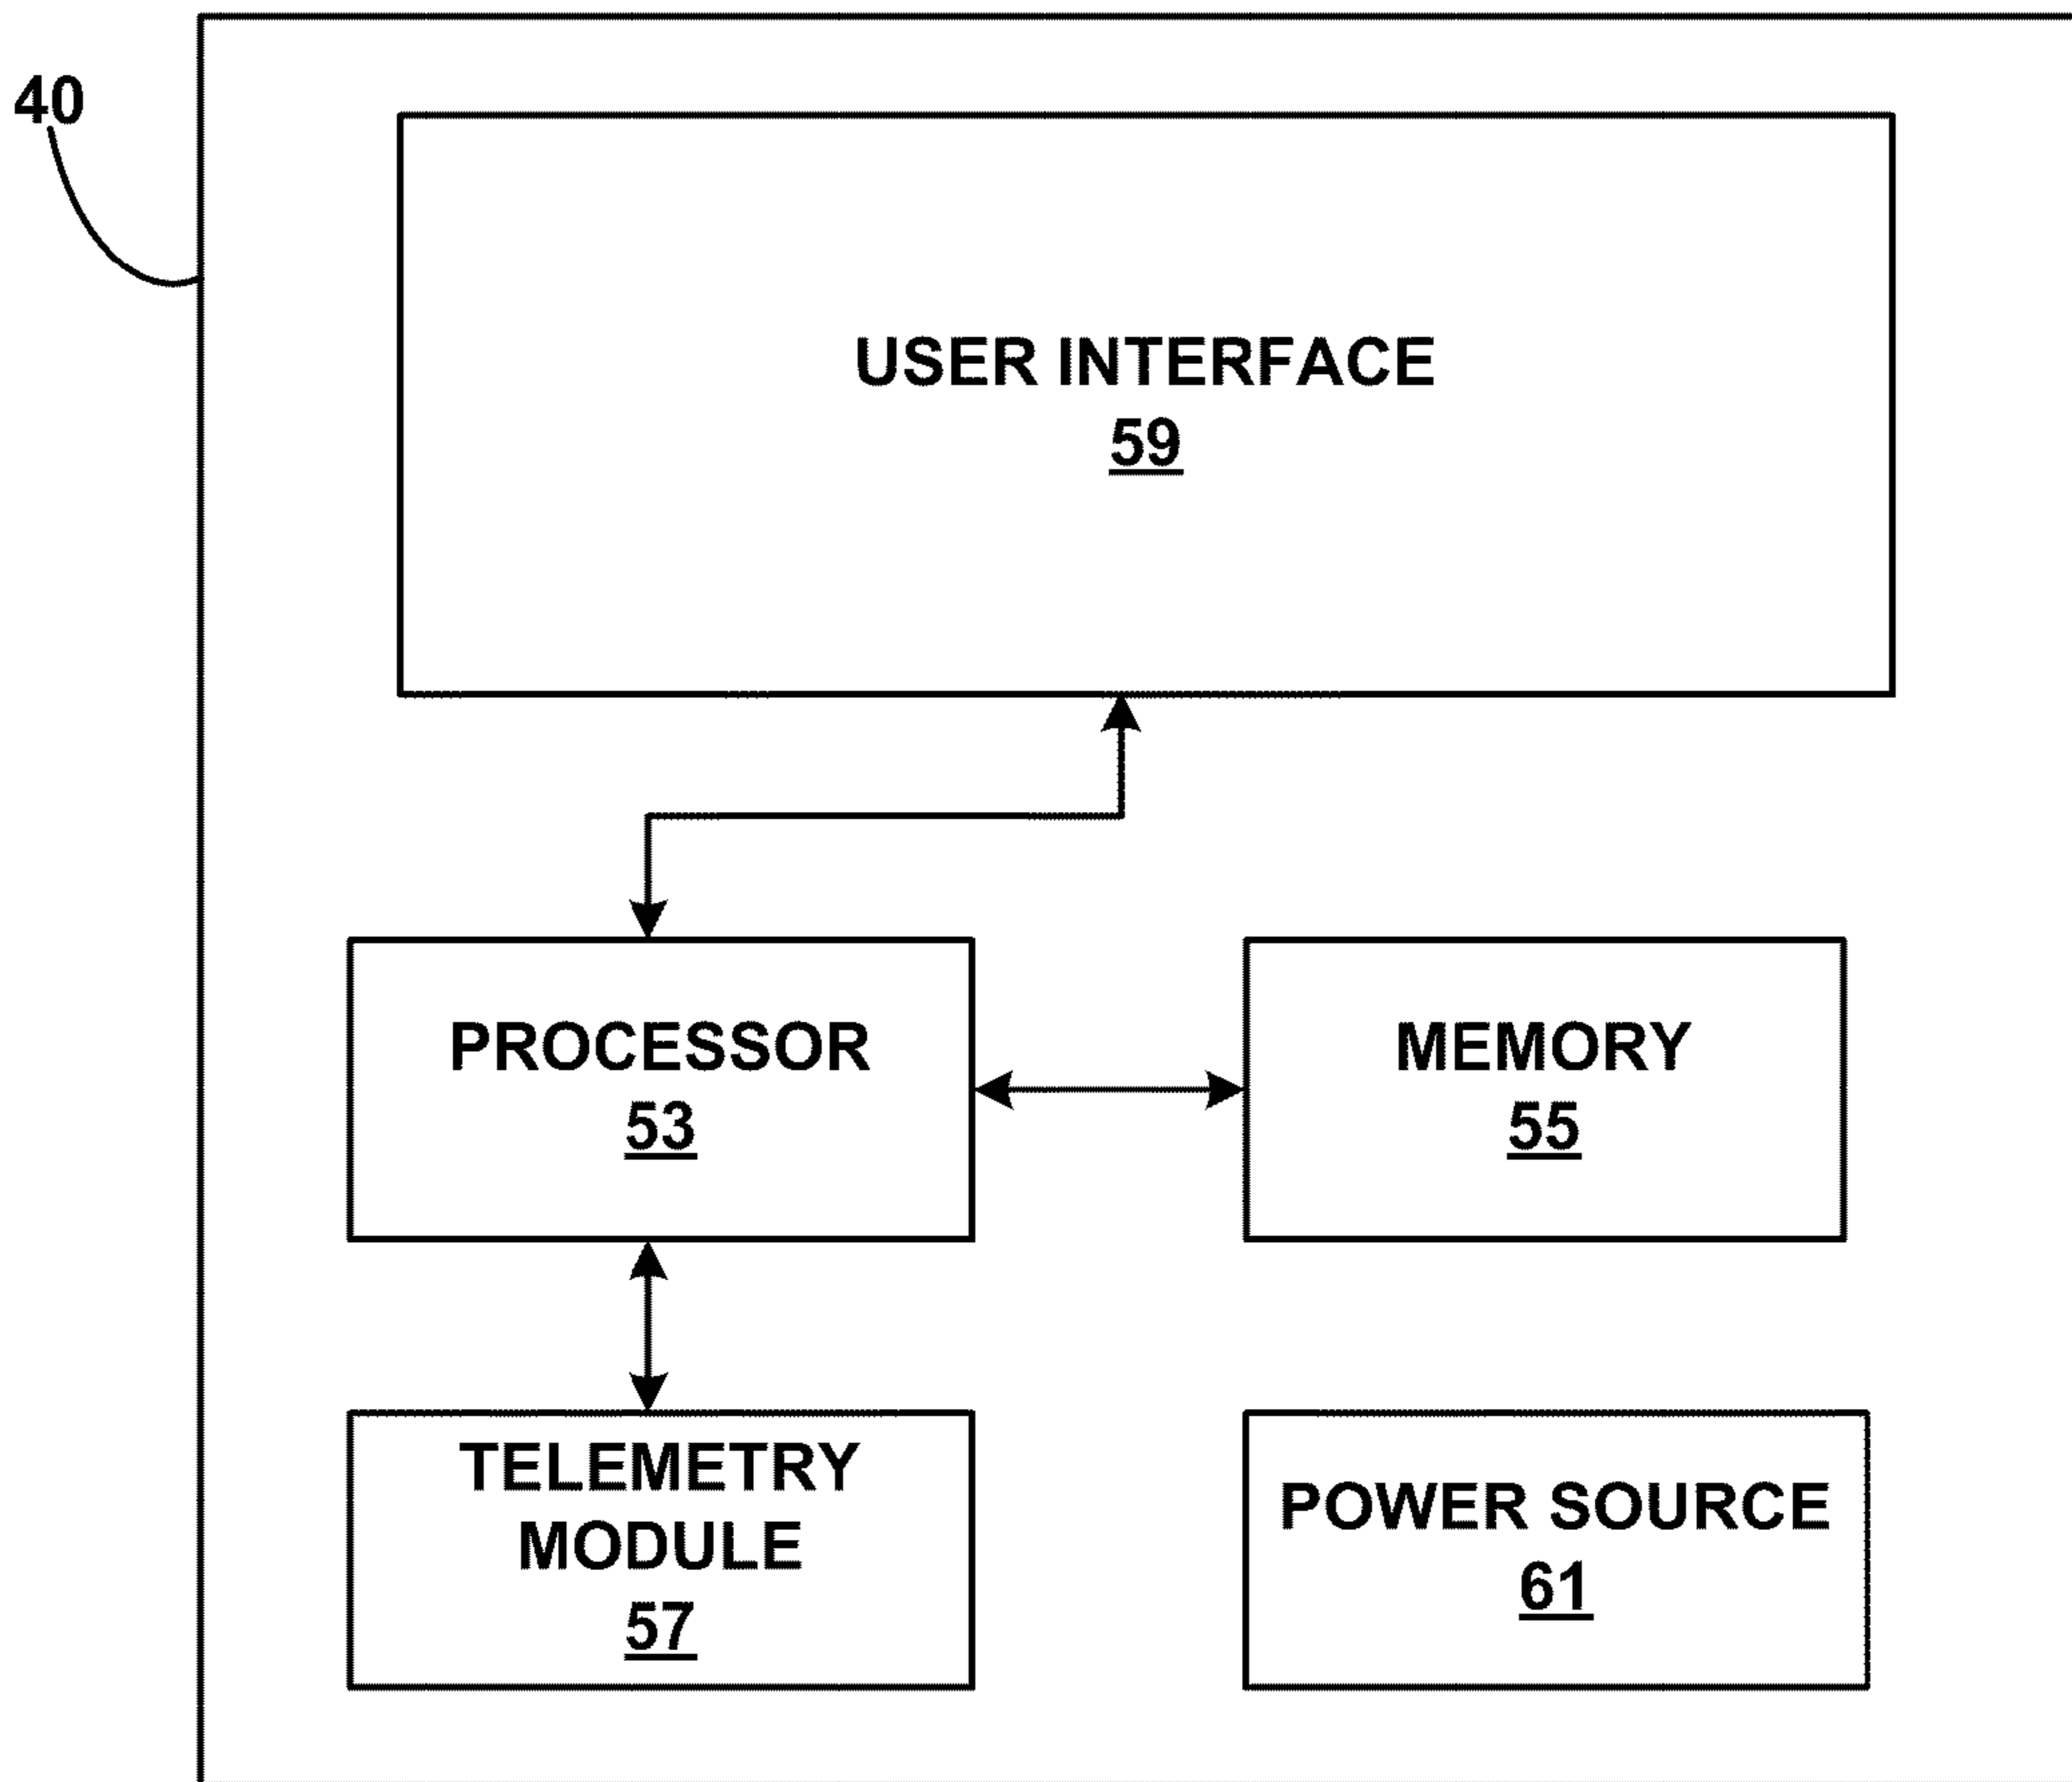 40
USER INTERFACE
59
PROCESSOR
53
MEMORY
55
TELEMETRY
MODULE
57
POWER SOURCE
61